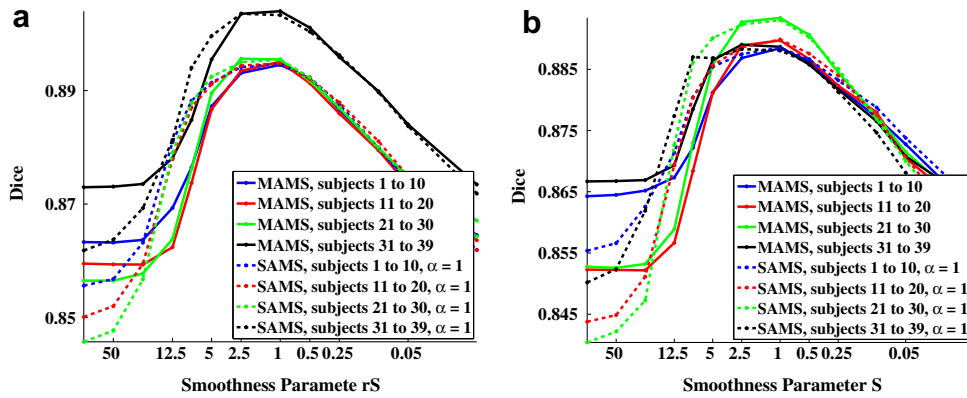 a
0.89
0.87
0.85
Dice
MAMS, subjects 1 to 10
MAMS, subjects 11 to 20
MAMS, subjects 21 to 30
MAMS, subjects 31 to 39
SAMS, subjects 1 to 10, α = 1
SAMS, subjects 11 to 20, α = 1
SAMS, subjects 21 to 30, α = 1
SAMS, subjects 31 to 39, α = 1
50 12.5 5 2.5 1 0.5 0.25 0.05
Smoothness Paramete rS
b
0.885
0.875
0.865
0.855
0.845
Dice
MAMS, subjects 1 to 10
MAMS, subjects 11 to 20
MAMS, subjects 21 to 30
MAMS, subjects 31 to 39
SAMS, subjects 1 to 10, α = 1
SAMS, subjects 11 to 20, α = 1
SAMS, subjects 21 to 30, α = 1
SAMS, subjects 31 to 39, α = 1
50 12.5 5 2.5 1 0.5 0.25 0.05
Smoothness Parameter S